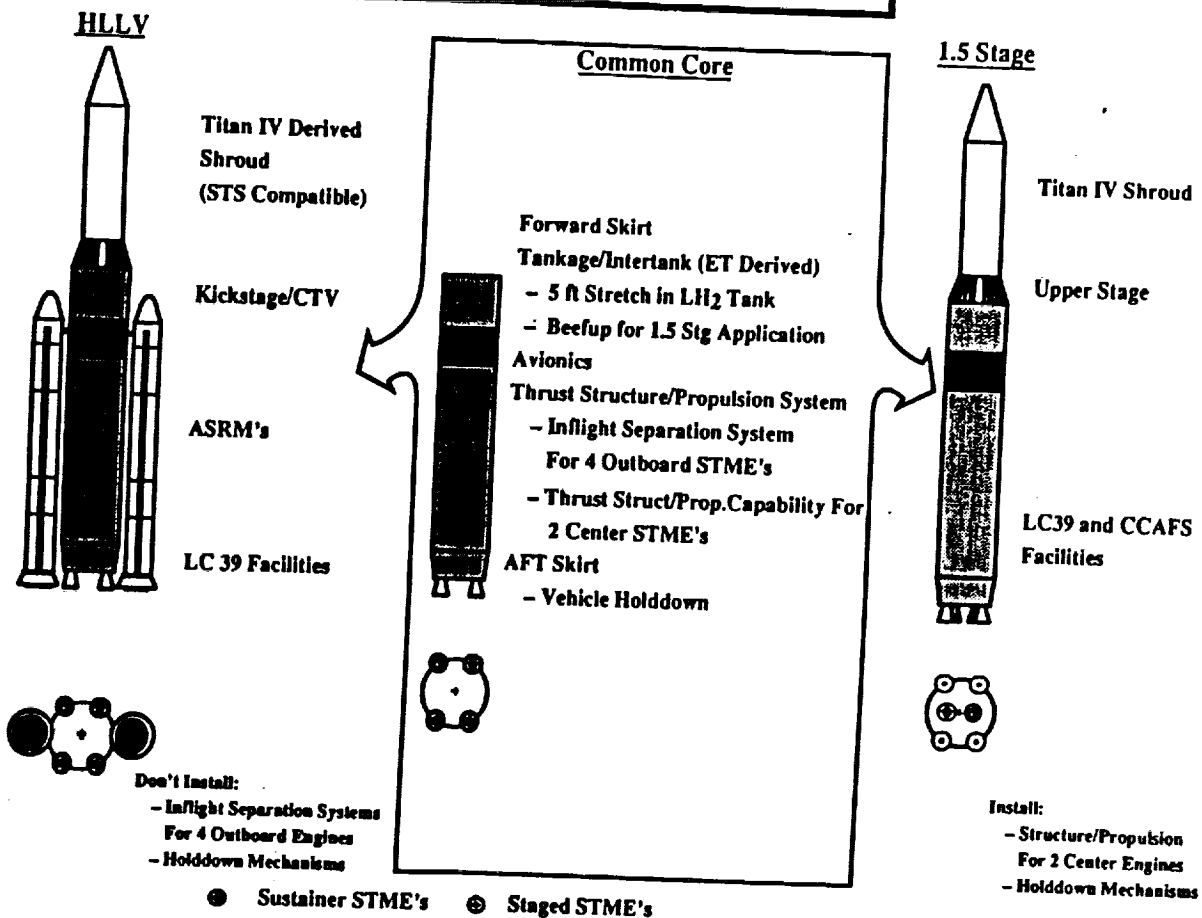 HLLV
Titan IV Derived
Shroud
(STS Compatible)
Kickstage/CTV
ASRM's
LC 39 Facilities
Don't Install:
– Inflight Separation Systems
For 4 Outboard Engines
– Holddown Mechanisms
Common Core
Forward Skirt
Tankage/Intertank (ET Derived)
– 5 ft Stretch in LH2 Tank
– Beefup for 1.5 Stg Application
Avionics
Thrust Structure/Propulsion System
– Inflight Separation System
For 4 Outboard STME's
– Thrust Struct/Prop.Capability For
2 Center STME's
AFT Skirt
– Vehicle Holddown
1.5 Stage
Titan IV Shroud
Upper Stage
LC39 and CCAFS
Facilities
Install:
– Structure/Propulsion
For 2 Center Engines
– Holddown Mechanisms
Sustainer STME's
Staged STME's